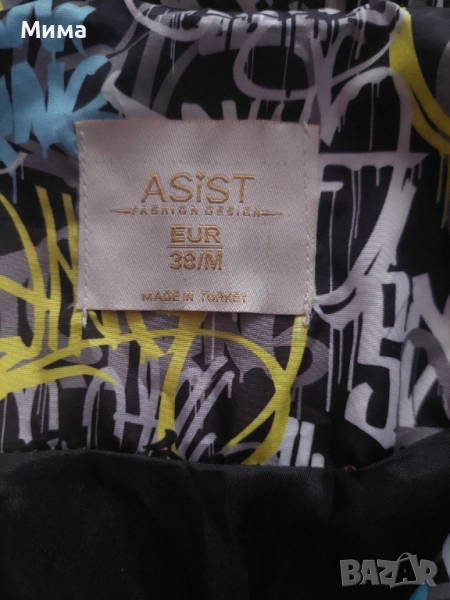 Мима
ASiST
FASHION DESIGN
EUR
38/M
MADE IN TURKEY
BAZAR